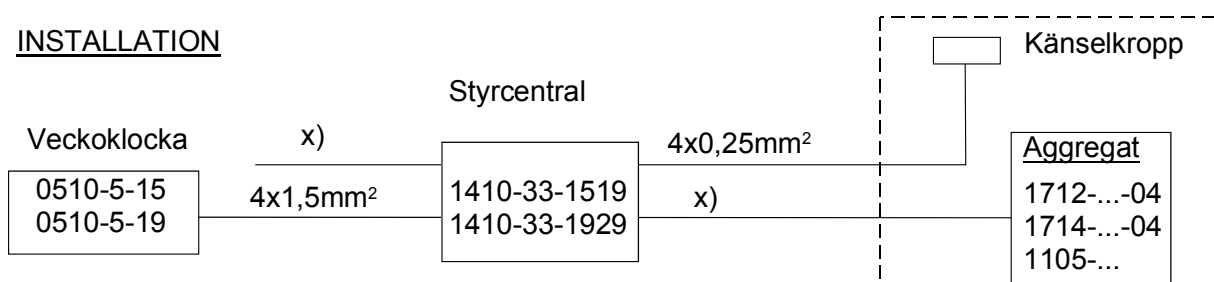 INSTALLATION
Känselkropp
Styrcentral
Veckoklocka
x)
4x0,25mm²
Aggregat
0510-5-15
0510-5-19
4x1,5mm²
1410-33-1519
1410-33-1929
x)
1712-...-04
1714-...-04
1105-...